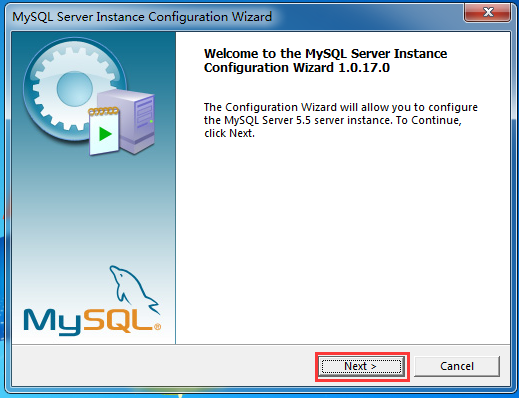 MySQL Server Instance Configuration Wizard
Welcome to the MySQL Server Instance
Configuration Wizard 1.0.17.0
The Configuration Wizard will allow you to configure
the MySQL Server 5.5 server instance. To Continue,
click Next.
MySQL®
Next >
Cancel